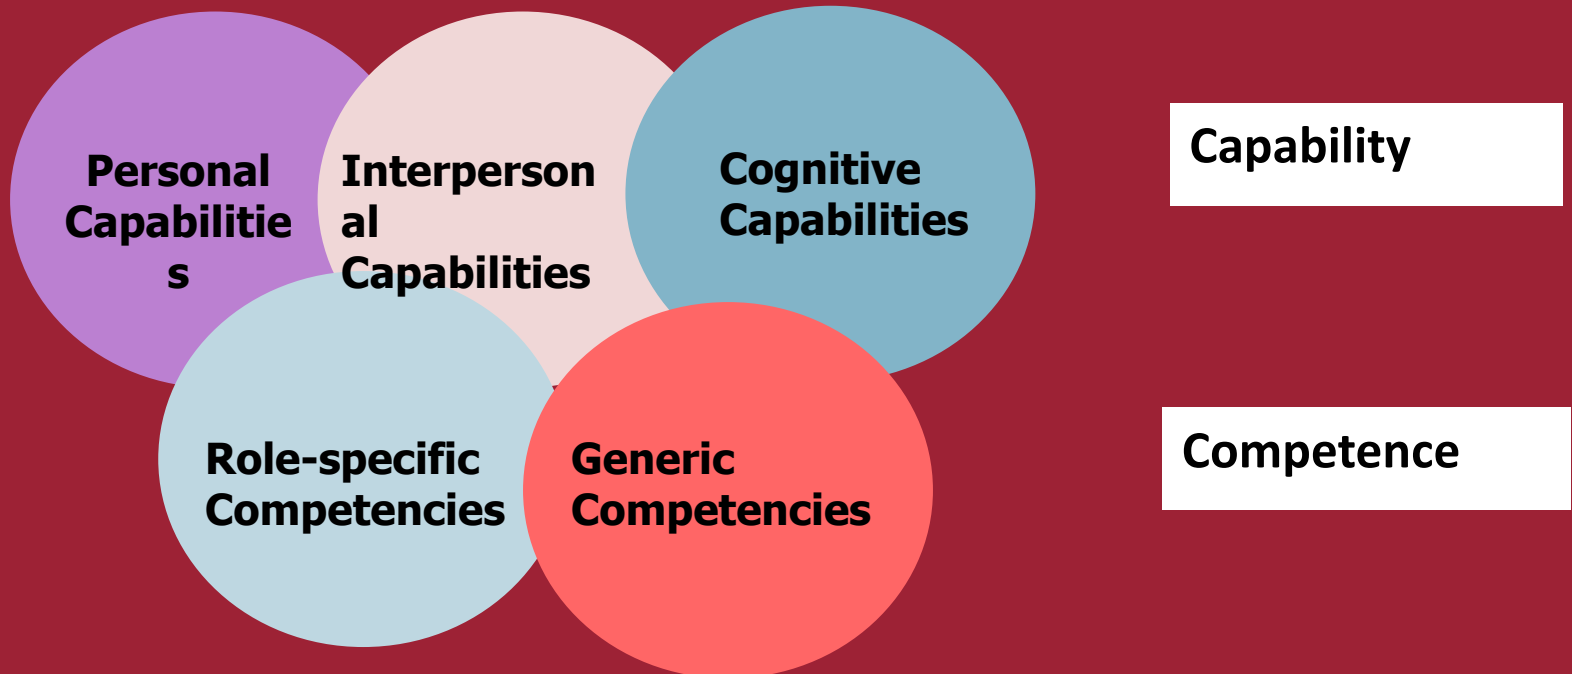 Personal
Capabilitie
s
Interperson
al
Capabilities
Cognitive
Capabilities
Capability
Role-specific
Competencies
Generic
Competencies
Competence